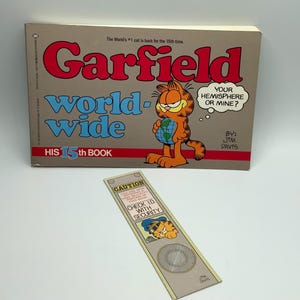 The World's #1 cat is back for the 15th time.
Garfield
world-
wide
YOUR
HEMISPHERE
OR MINE?
BY:
JIM
DAVIS
HIS 15th BOOK
CAUTION
CHECK I.D.
WITH
SECURITY